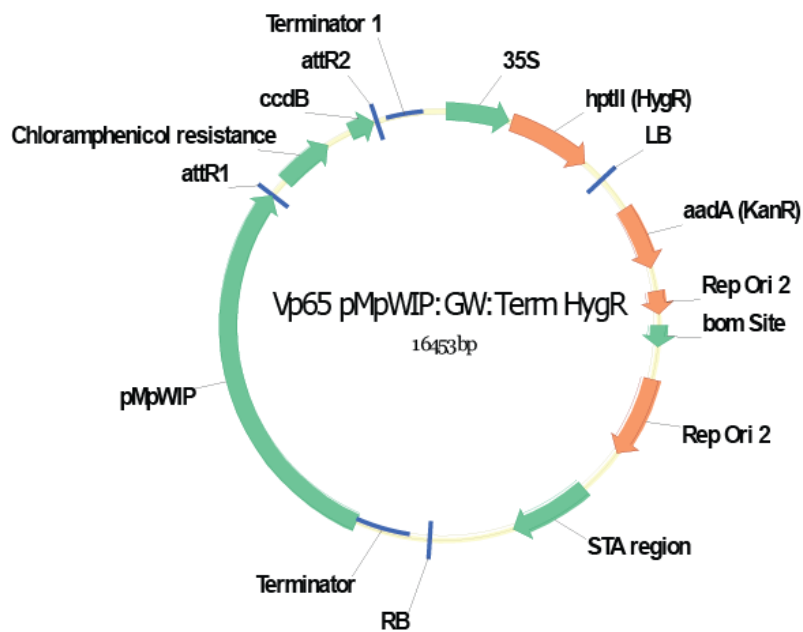 Terminator 1
attR2
35S
ccdB
hptII (HygR)
Chloramphenicol resistance
LB
attR1
aadA (KanR)
Rep Ori 2
Vp65 pMpWIP:GW:Term HygR
bom Site
16453bp
pMpWIP
Rep Ori 2
STA region
Terminator
RB